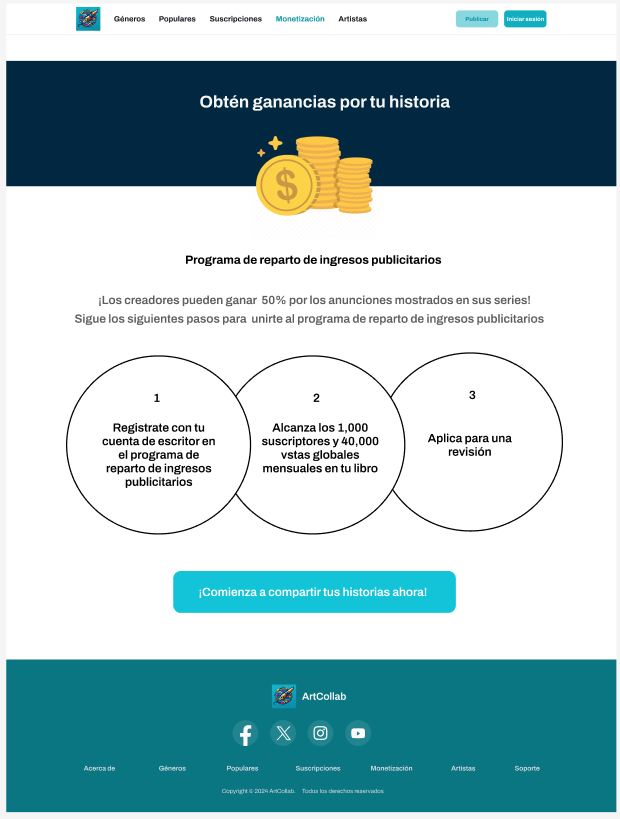 Géneros Populares Suscripciones Monetización Artistas Publicar Iniciar sesión
Obtén ganancias por tu historia
$
Programa de reparto de ingresos publicitarios
¡Los creadores pueden ganar 50% por los anunciones mostrados en sus series!
Sigue los siguientes pasos para unirte al programa de reparto de ingresos publicitarios
1
Registrate con tu
cuenta de escritor en
el programa de
reparto de ingresos
publicitarios
2
Alcanza los 1,000
suscriptores y 40,000
vstas globales
mensuales en tu libro
3
Aplica para una
revisión
¡Comienza a compartir tus historias ahora!
ArtCollab
Acerca de Géneros Populares Suscripciones Monetización Artistas Soporte
Copyright © 2024 ArtCollab. Todos los derechos reservados